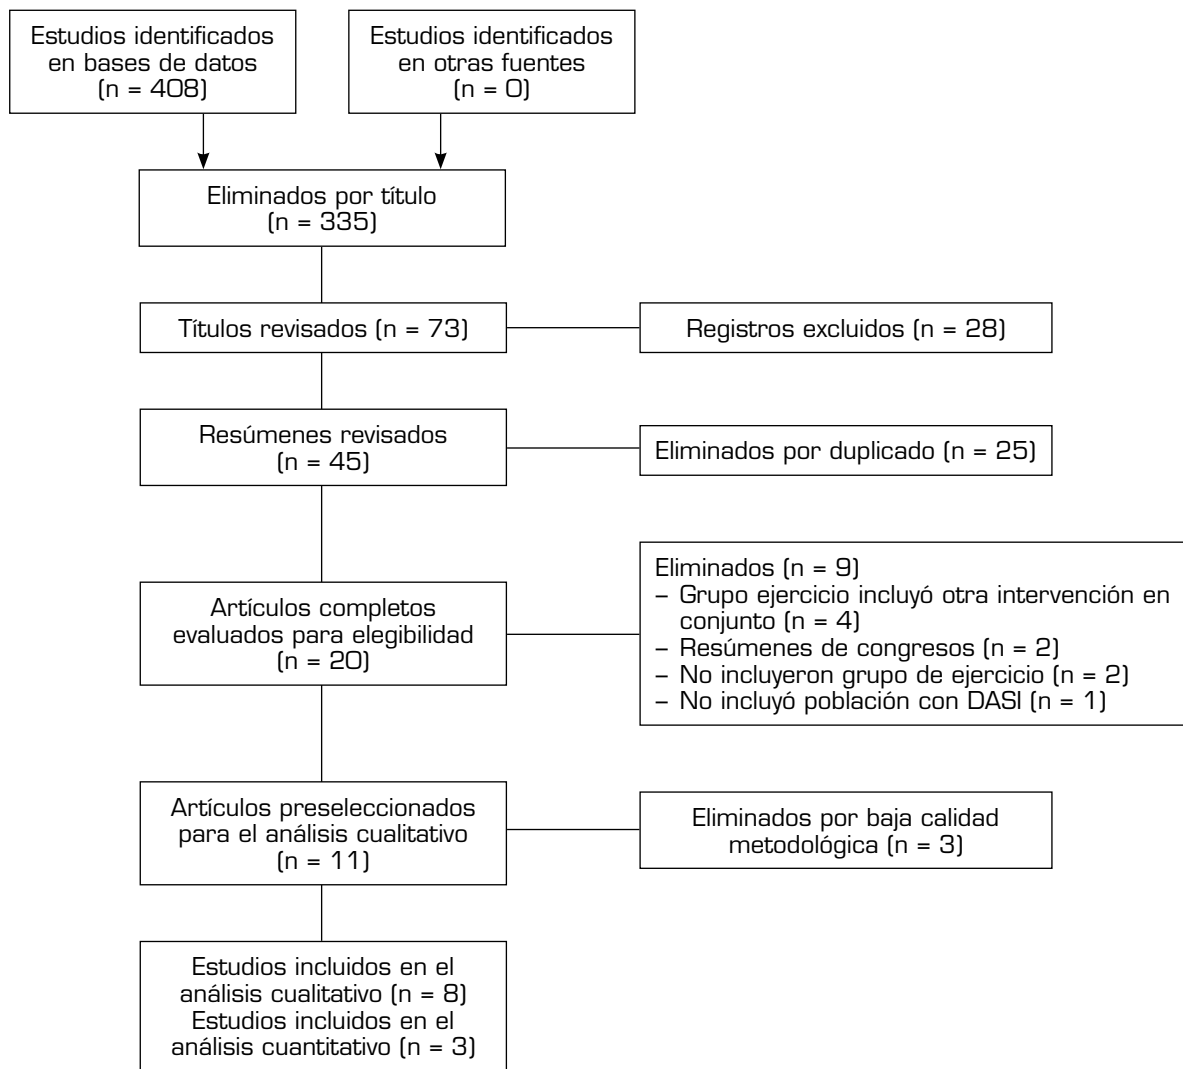 Estudios identificados
en bases de datos
(n = 408)
Estudios identificados
en otras fuentes
(n = 0)
Eliminados por título
(n = 335)
Títulos revisados (n = 73)
Registros excluidos (n = 28)
Resúmenes revisados
(n = 45)
Eliminados por duplicado (n = 25)
Artículos completos
evaluados para elegibilidad
(n = 20)
Eliminados (n = 9)
– Grupo ejercicio incluyó otra intervención en
conjunto (n = 4)
– Resúmenes de congresos (n = 2)
– No incluyeron grupo de ejercicio (n = 2)
– No incluyó población con DASI (n = 1)
Artículos preseleccionados
para el análisis cualitativo
(n = 11)
Eliminados por baja calidad
metodológica (n = 3)
Estudios incluidos en el
análisis cualitativo (n = 8)
Estudios incluidos en el
análisis cuantitativo (n = 3)